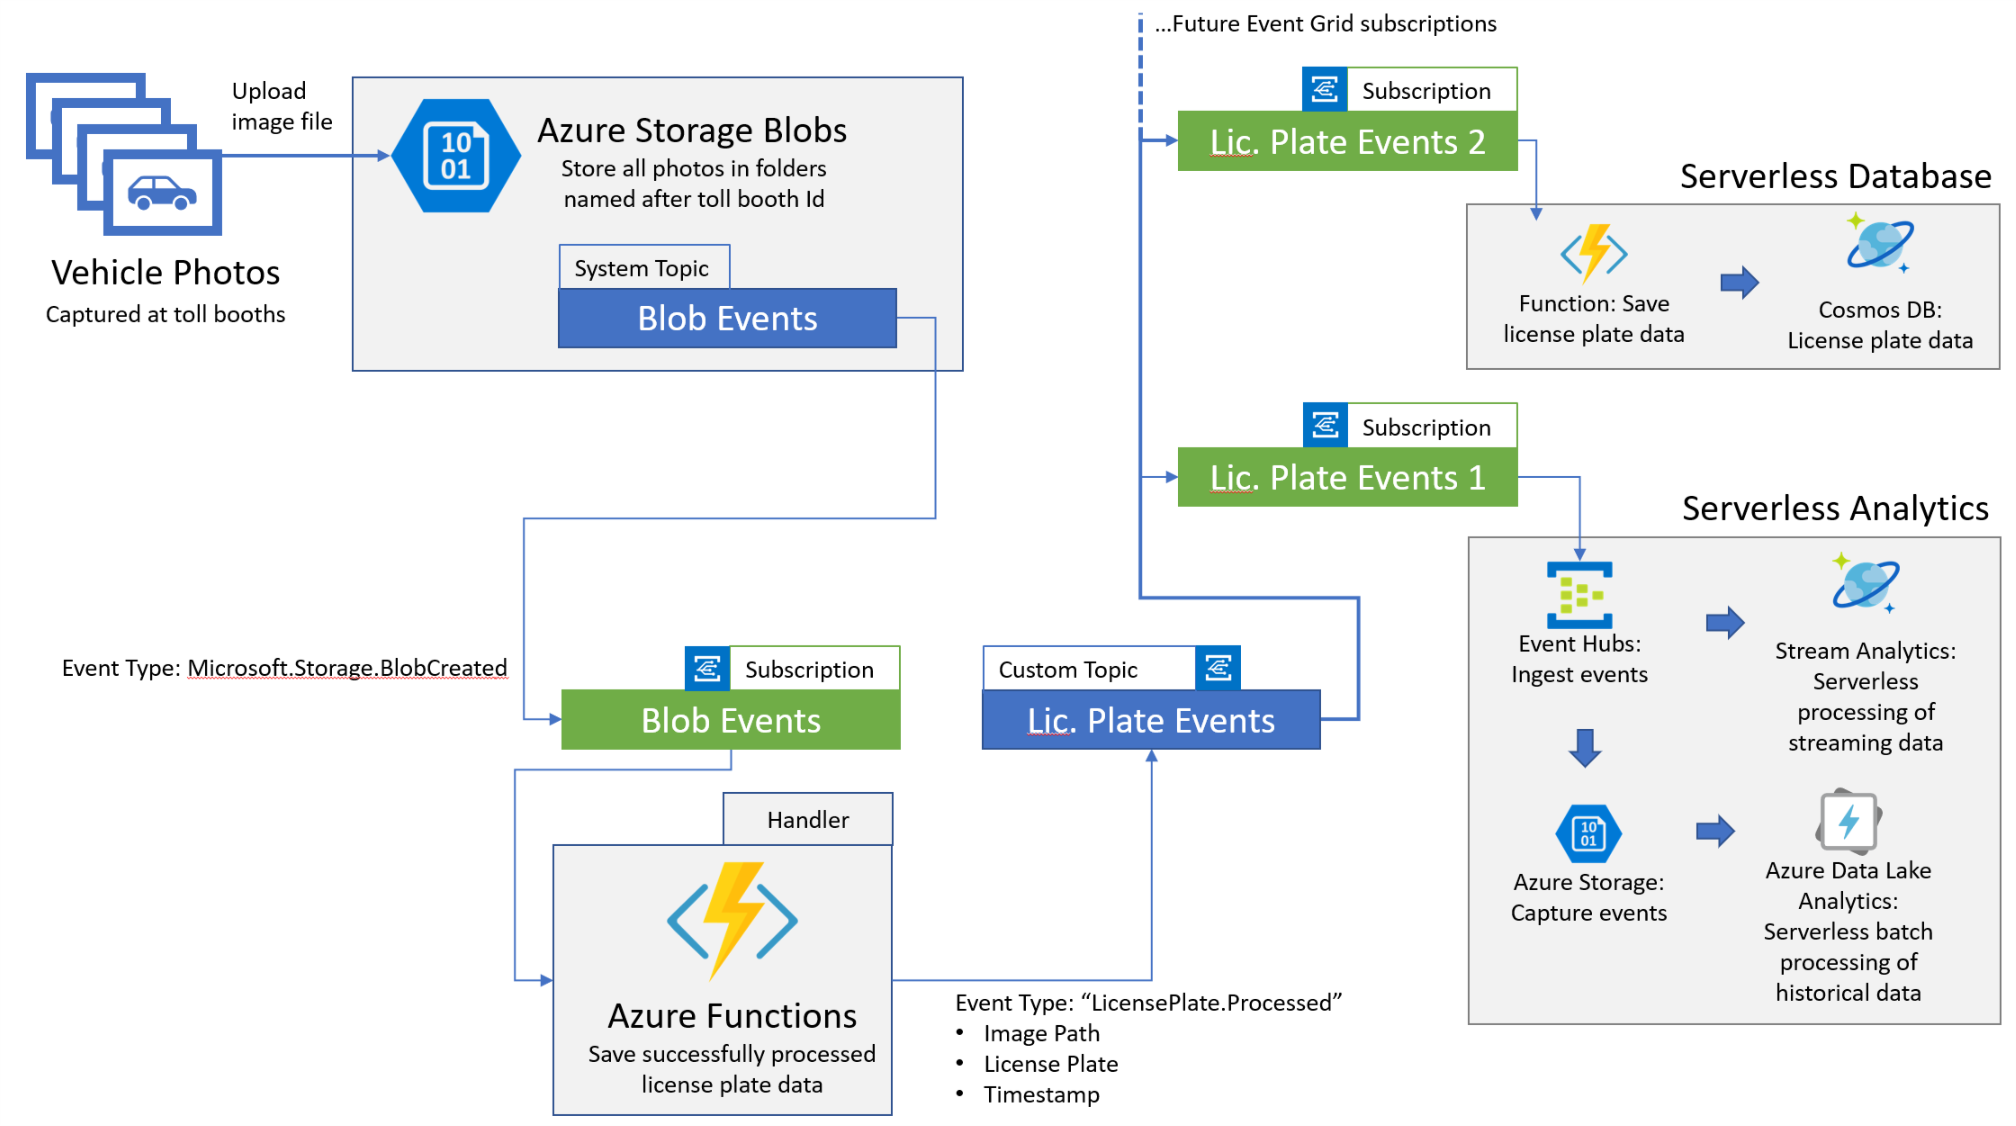 Upload
image file
Vehicle Photos
Captured at toll booths
10
01
Azure Storage Blobs
Store all photos in folders
named after toll booth Id
System Topic
Blob Events
Event Type: Microsoft.Storage.BlobCreated
Subscription
Blob Events
Handler
Azure Functions
Save successfully processed
license plate data
Event Type: “LicensePlate.Processed”
• Image Path
• License Plate
• Timestamp
Custom Topic
Lic. Plate Events
...Future Event Grid subscriptions
Subscription
Lic. Plate Events 2
Serverless Database
Function: Save
license plate data
Cosmos DB:
License plate data
Subscription
Lic. Plate Events 1
Serverless Analytics
Event Hubs:
Ingest events
Stream Analytics:
Serverless
processing of
streaming data
10
01
Azure Storage:
Capture events
Azure Data Lake
Analytics:
Serverless batch
processing of
historical data